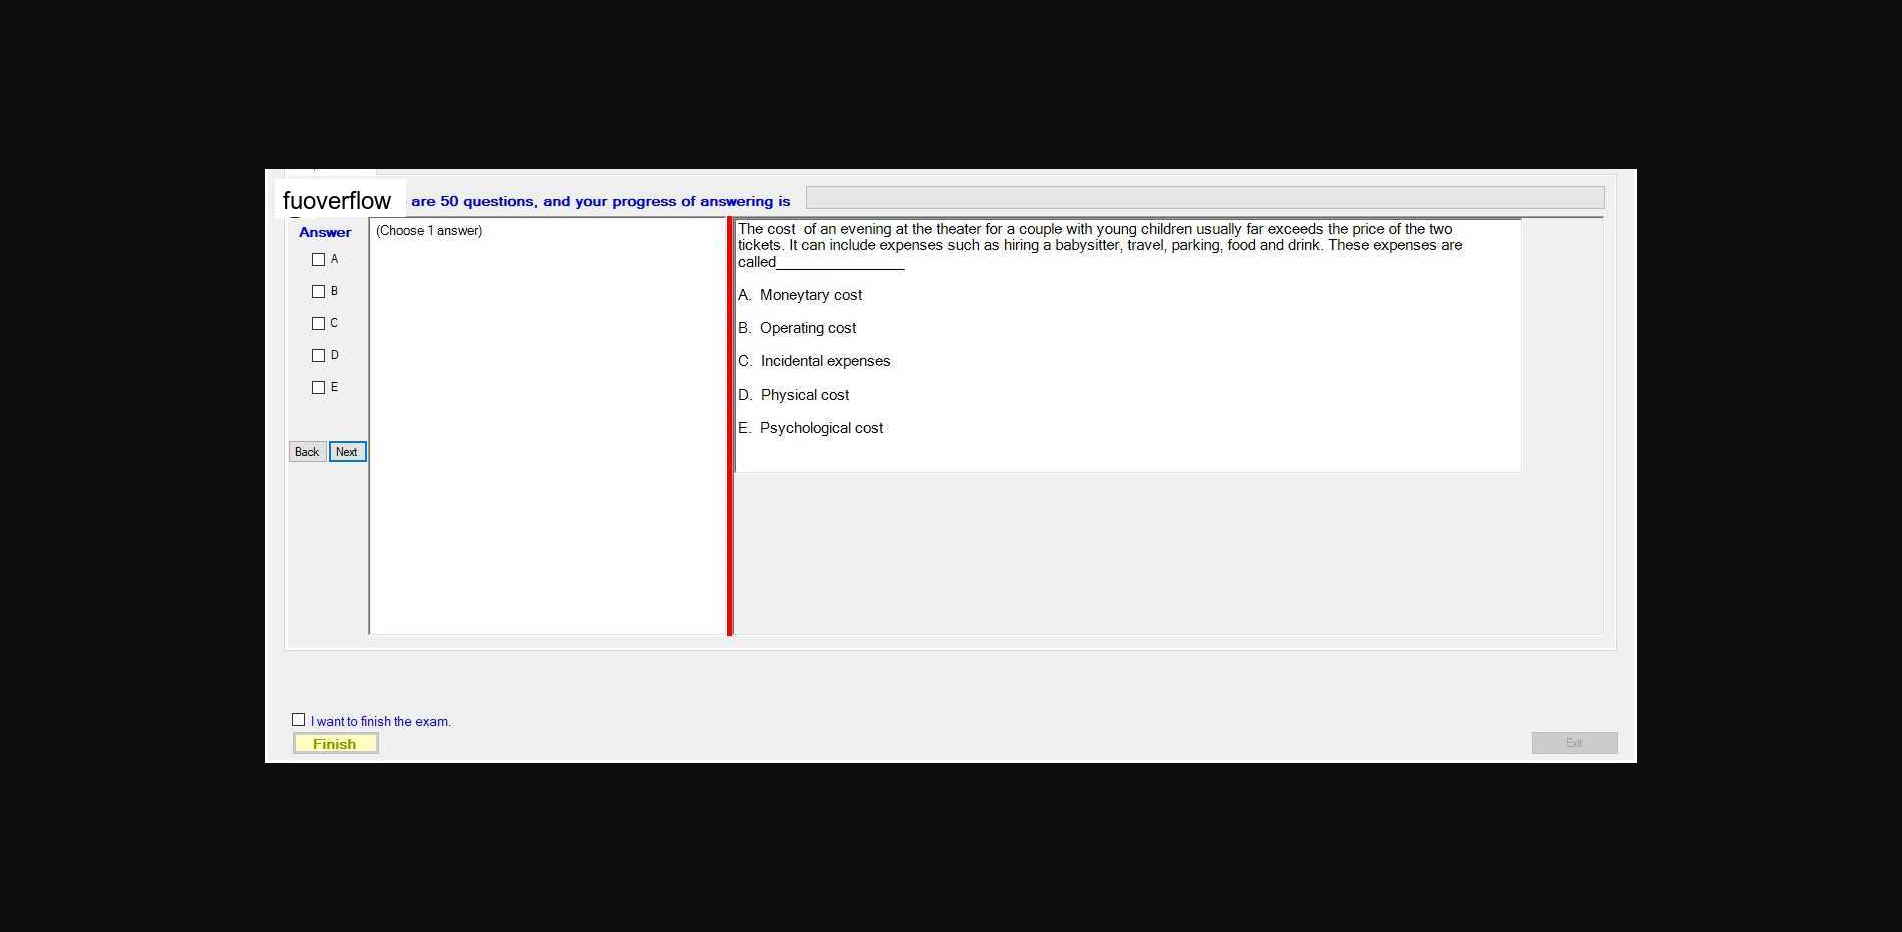 fuoverflow are 50 questions, and your progress of answering is
Answer
A
B
C
D
E
Back Next
(Choose 1 answer)
The cost  of an evening at the theater for a couple with young children usually far exceeds the price of the two
tickets. It can include expenses such as hiring a babysitter, travel, parking, food and drink. These expenses are
called________________
A.  Moneytary cost
B.  Operating cost
C.  Incidental expenses
D.  Physical cost
E.  Psychological cost
I want to finish the exam.
Finish
Exit